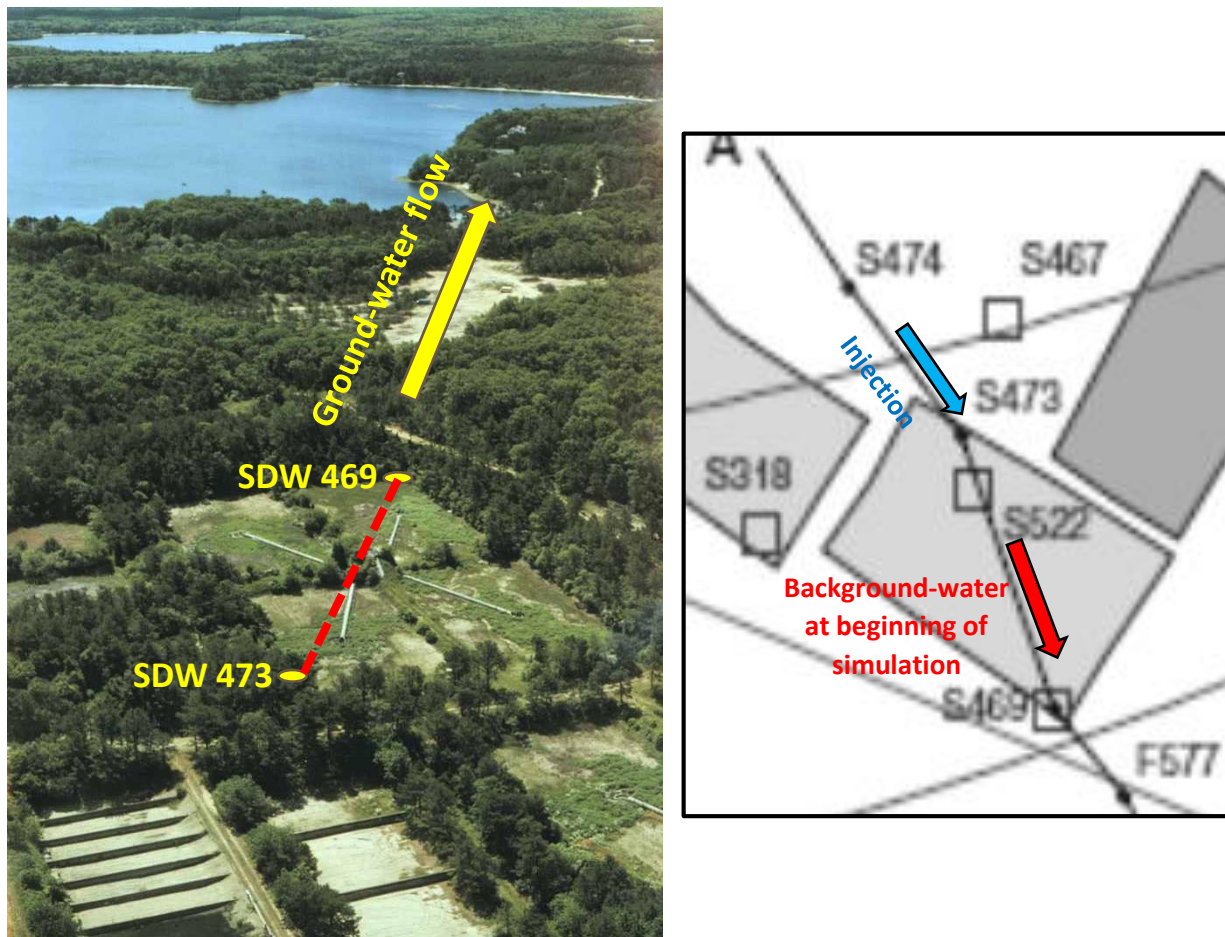 Ground-water flow
SDW 469
SDW 473
A
S474
S467
Injection
S473
S318
S522
Background-water
at beginning of
simulation
S469
F577